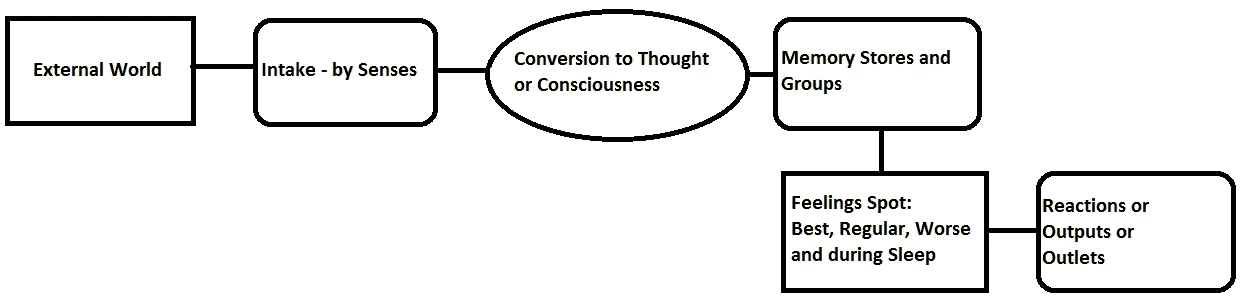 External World
Intake - by Senses
Conversion to Thought
or Consciousness
Memory Stores and
Groups
Feelings Spot:
Best, Regular, Worse
and during Sleep
Reactions or
Outputs or
Outlets